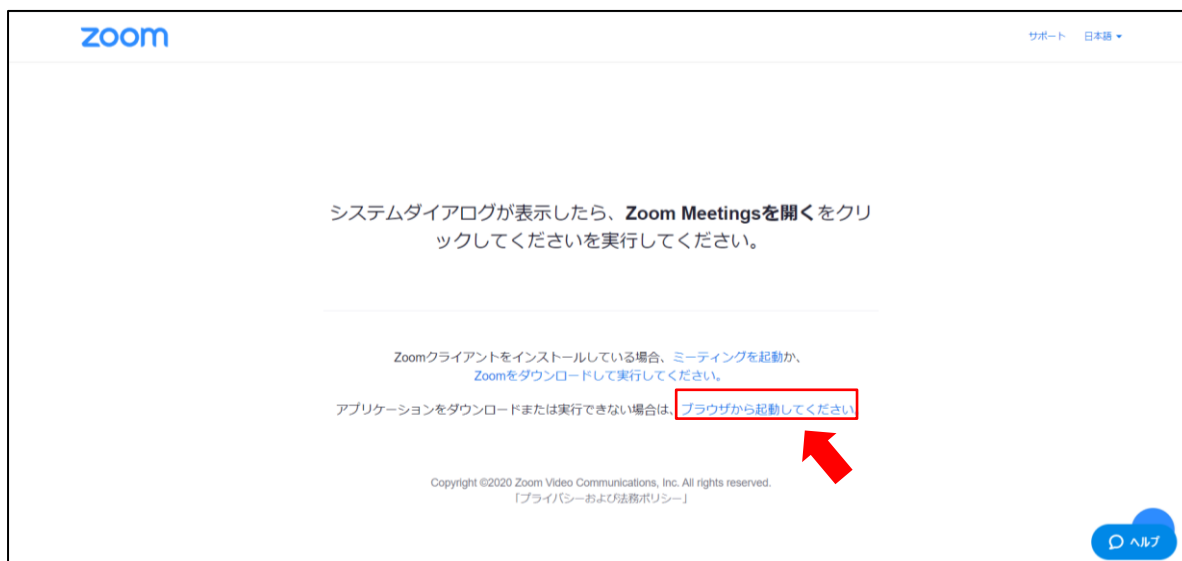 zoom
サポート 日本語
システムダイアログが表示したら、Zoom Meetingsを開くをクリ
ックしてくださいを実行してください。
Zoomクライアントをインストールしている場合、ミーティングを起動か、
Zoomをダウンロードして実行してください。
アプリケーションをダウンロードまたは実行できない場合は、ブラウザから起動してください.
Copyright ©2020 Zoom Video Communications, Inc. All rights reserved.
「プライバシーおよび法務ポリシー」
ヘルプ